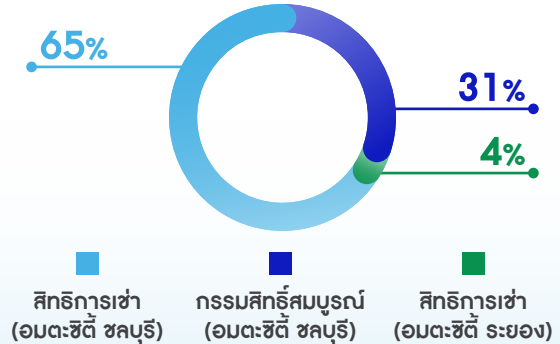 65%
31%
4%
สิทธิการเช่า
(อมตะซิตี้ ชลบุรี)
กรรมสิทธิ์สมบูรณ์
(อมตะซิตี้ ชลบุรี)
สิทธิการเช่า
(อมตะซิตี้ ระยอง)